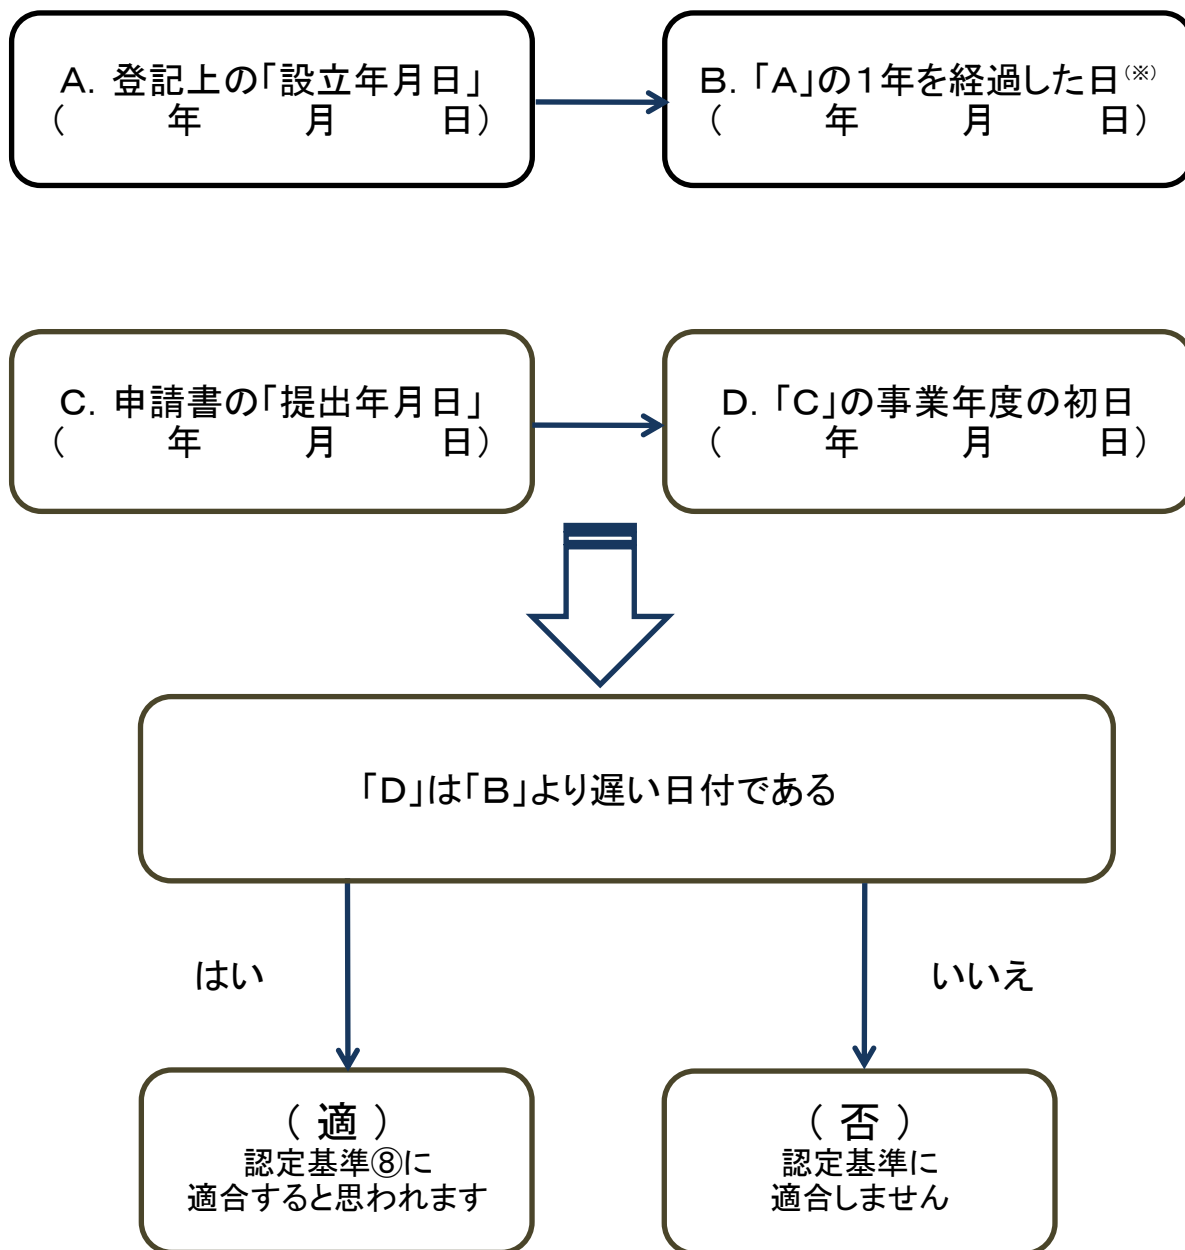 A. 登記上の「設立年月日」
(　　　年　　　月　　　日)
B. 「A」の１年を経過した日(※)
(　　　年　　　月　　　日)
C. 申請書の「提出年月日」
(　　　年　　　月　　　日)
D. 「C」の事業年度の初日
(　　　年　　　月　　　日)
「D」は「B」より遅い日付である
はい
いいえ
（ 適 ）
認定基準⑧に
適合すると思われます
（ 否 ）
認定基準に
適合しません